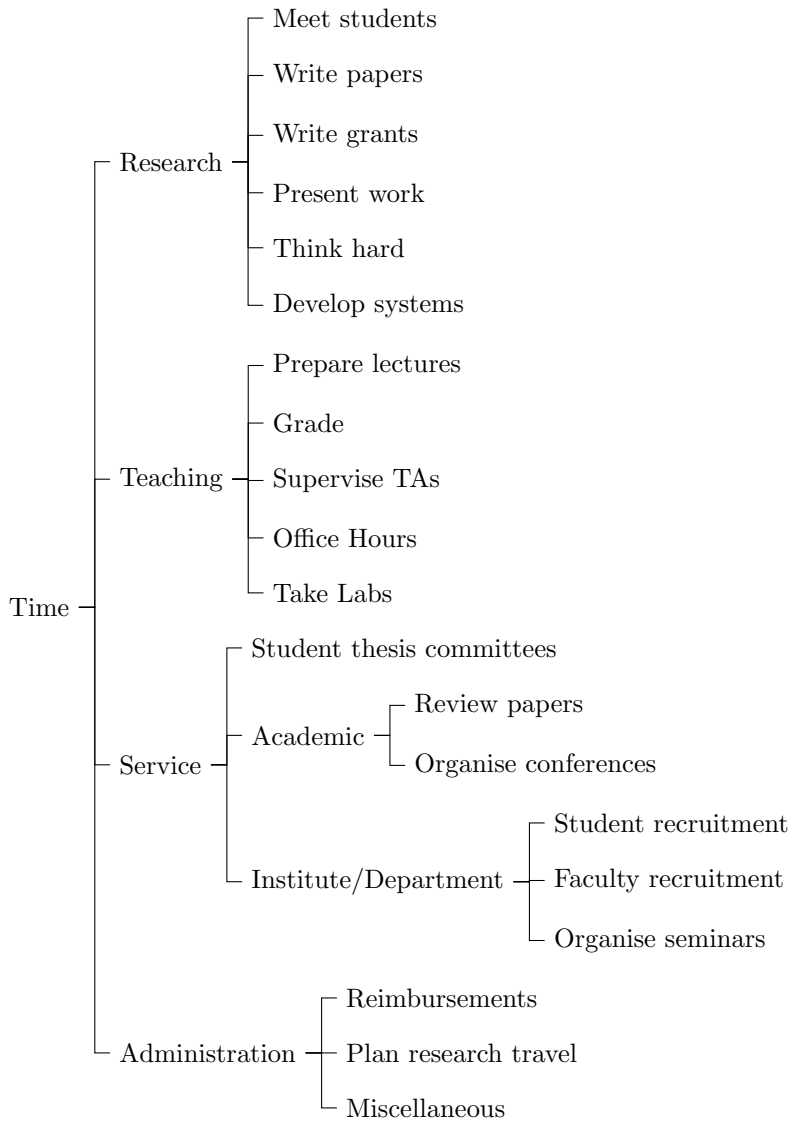 Meet students
Write papers
Write grants
Research
Present work
Think hard
Develop systems
Prepare lectures
Grade
Teaching
Supervise TAs
Office Hours
Take Labs
Time
Student thesis committees
Review papers
Academic
Service
Organise conferences
Student recruitment
Institute/Department
Faculty recruitment
Organise seminars
Reimbursements
Administration
Plan research travel
Miscellaneous